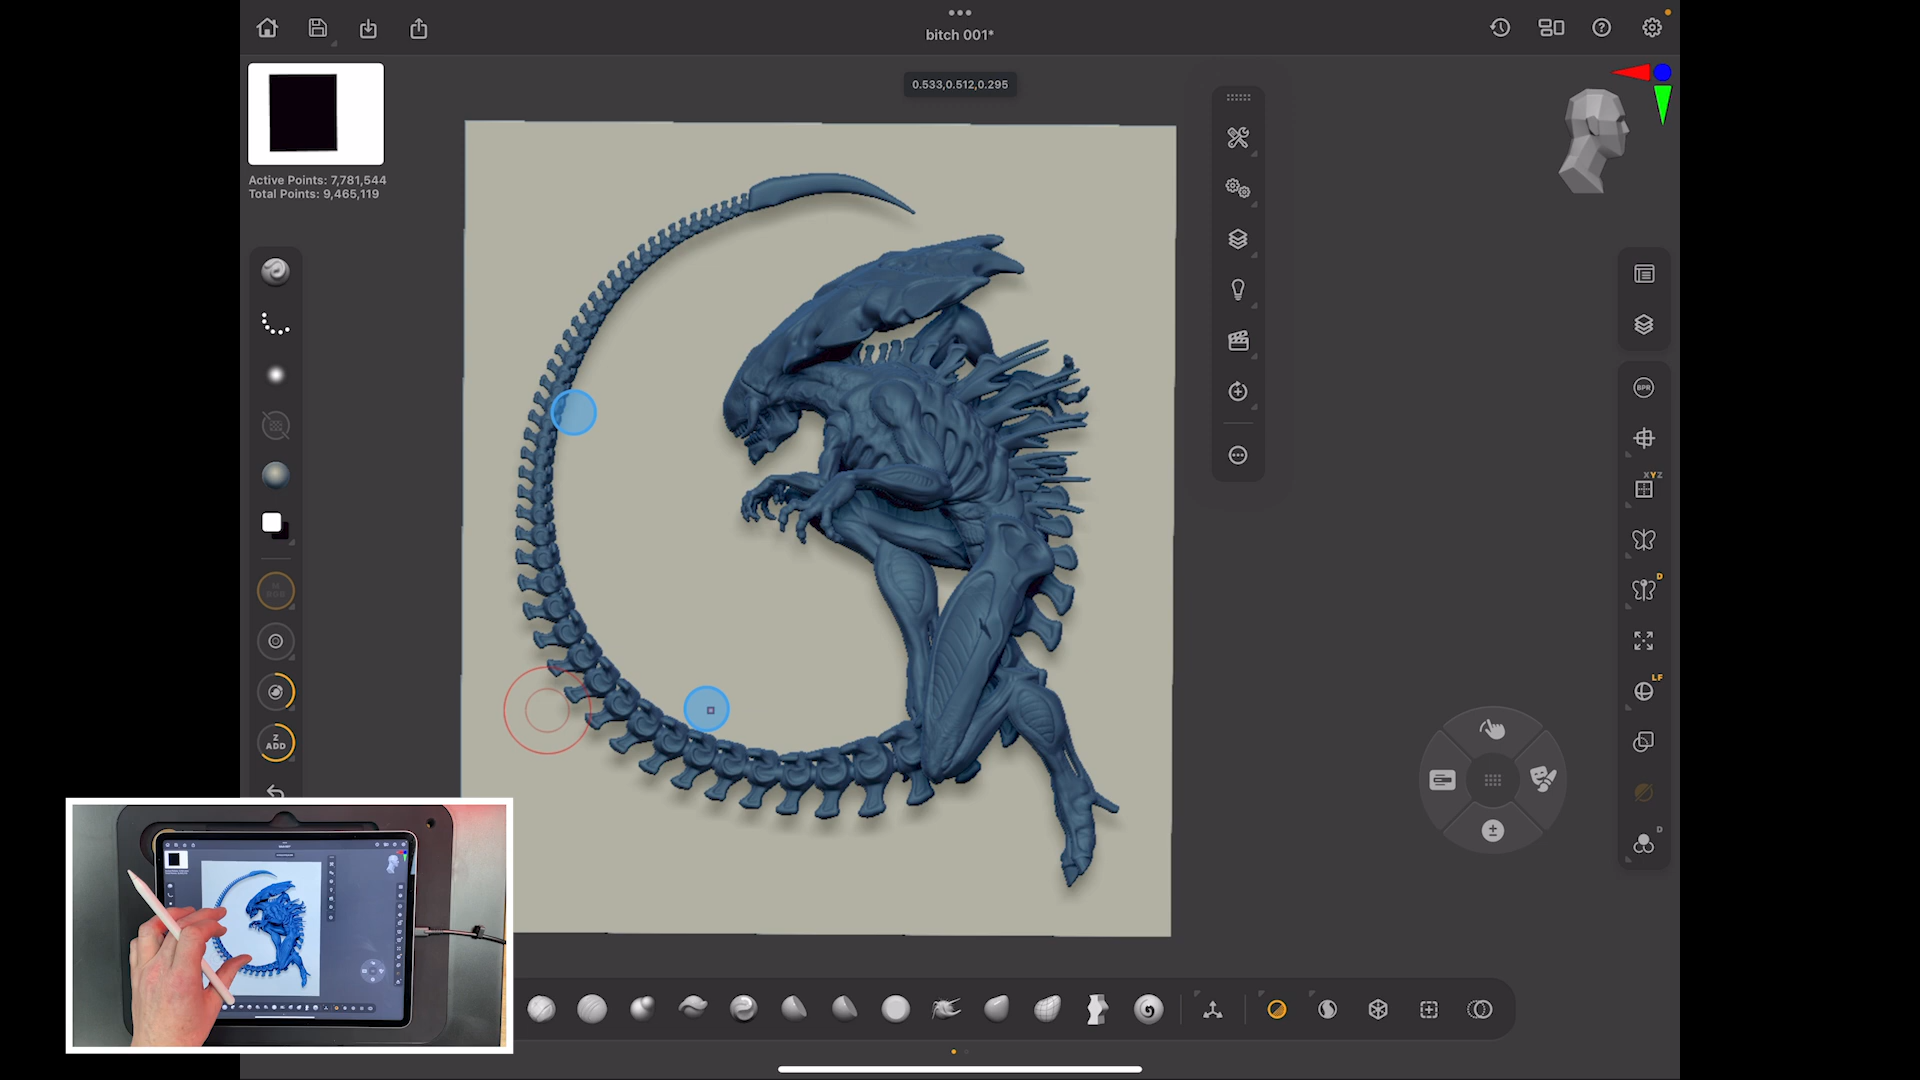 bitch 001*
0.533,0.512,0.295
Active Points: 7,781,544
Total Points: 9,465,119
BPR
XYZ
D
LF
D
Z
ADD